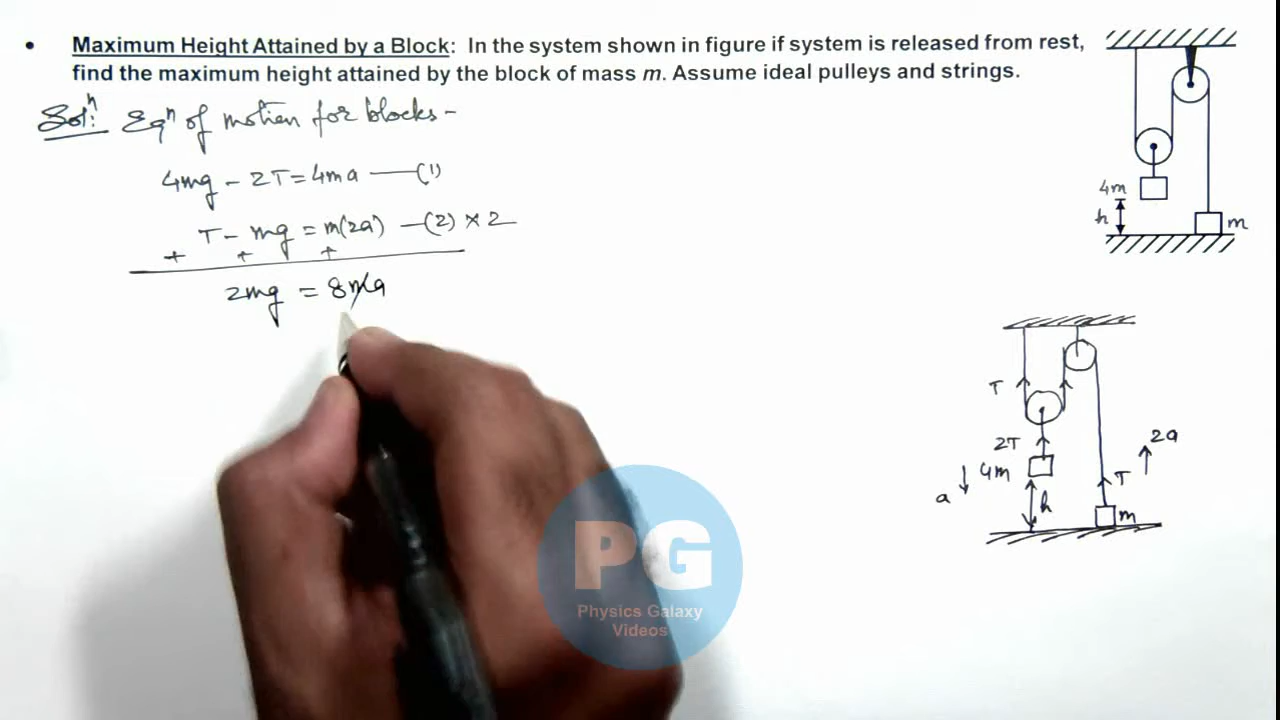 • Maximum Height Attained by a Block: In the system shown in figure if system is released from rest,
find the maximum height attained by the block of mass m. Assume ideal pulleys and strings.
Solⁿ: Eqⁿ of motion for blocks -
4mg - 2T = 4ma —(1)
T - mg = m(2a) —(2) × 2
+ + +
2mg = 8ma
4m
h
m
T
2T
4m
a
h
T
2a
m
PG
Physics Galaxy
Videos